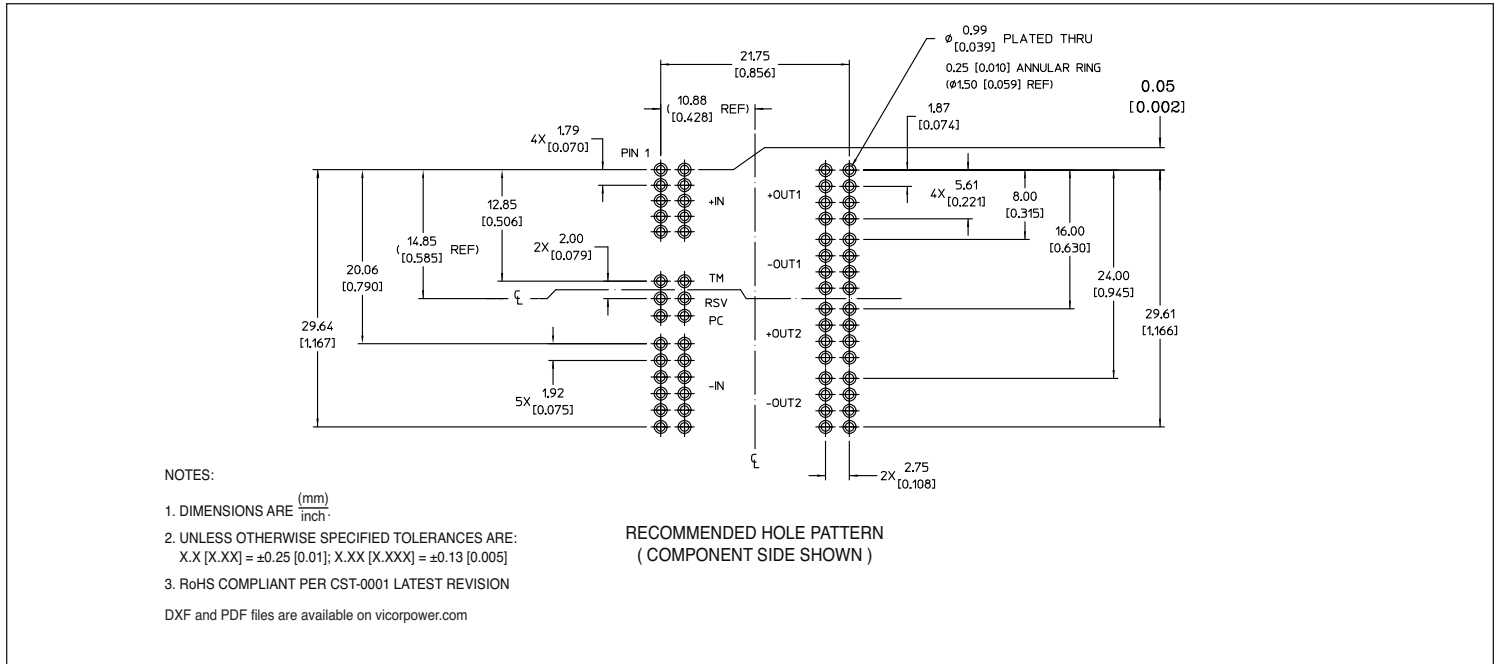 ø 0.99 PLATED THRU
[0.039]
0.25 [0.010] ANNULAR RING
(ø1.50 [0.059] REF)
21.75
[0.856]
0.05
[0.002]
( 10.88 REF)
[0.428]
1.87
[0.074]
4X 1.79
[0.070]
PIN 1
+IN
+OUT1
4X 5.61
[0.221]
8.00
[0.315]
12.85
[0.506]
16.00
[0.630]
( 14.85 REF)
[0.585]
2X 2.00
[0.079]
-OUT1
20.06
[0.790]
TM
24.00
[0.945]
RSV
PC
29.64
[1.167]
+OUT2
29.61
[1.166]
-IN
5X 1.92
[0.075]
-OUT2
2X 2.75
[0.108]
NOTES:
1. DIMENSIONS ARE (mm)
inch.
2. UNLESS OTHERWISE SPECIFIED TOLERANCES ARE:
X.X [X.XX] = ±0.25 [0.01]; X.XX [X.XXX] = ±0.13 [0.005]
3. RoHS COMPLIANT PER CST-0001 LATEST REVISION
DXF and PDF files are available on vicorpower.com
RECOMMENDED HOLE PATTERN
( COMPONENT SIDE SHOWN )